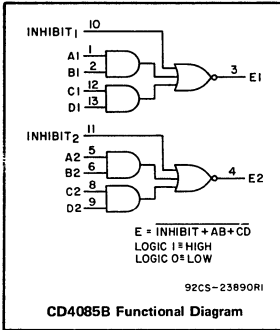 INHIBIT1 10
A1 1
B1 2
C1 12
D1 13
3 E1
INHIBIT2 11
A2 5
B2 6
C2 8
D2 9
4 E2
E = INHIBIT + AB + CD
LOGIC 1 ≡ HIGH
LOGIC 0 ≡ LOW
92CS-23890R1
CD4085B Functional Diagram